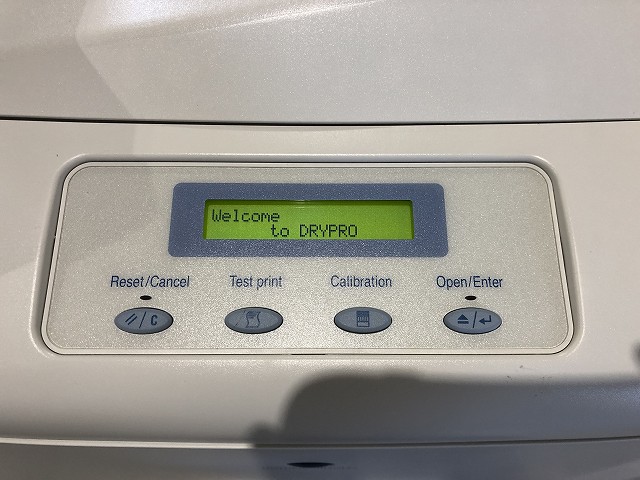 Welcome
to DRYPRO
Reset/Cancel Test print Calibration Open/Enter
//C /